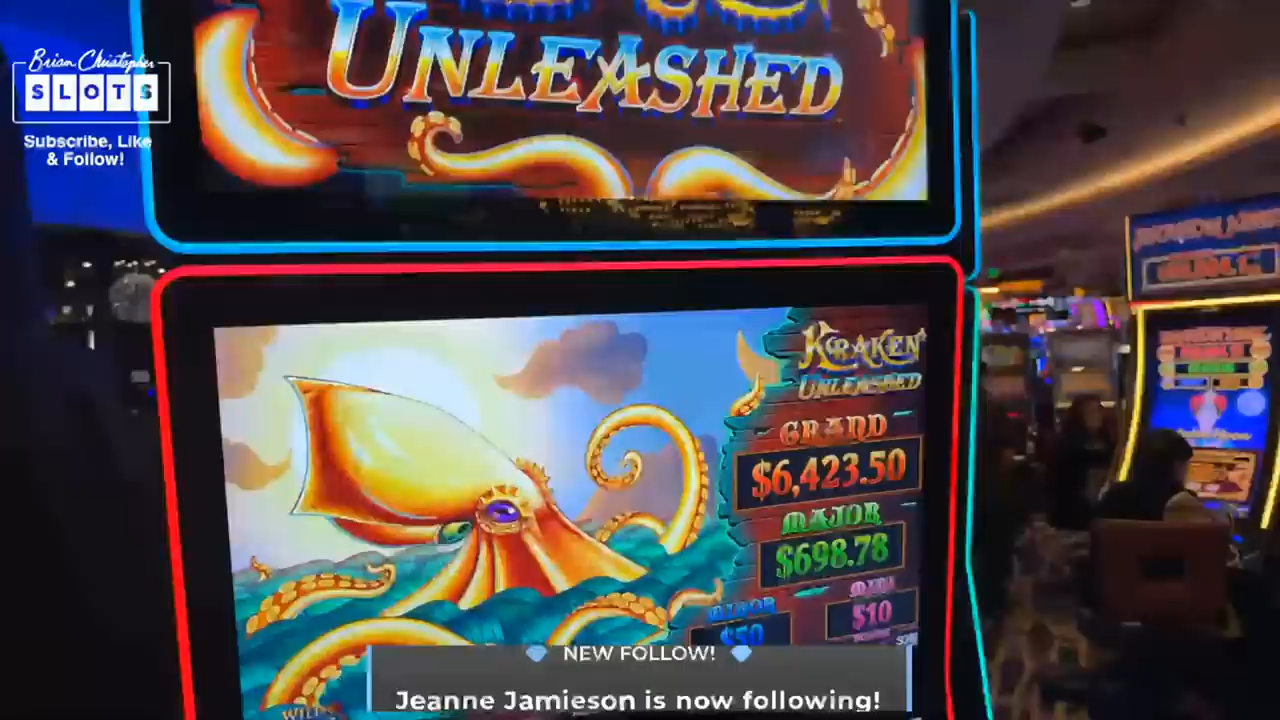 UNLEASHED
Brian Christopher
SLOTS
Subscribe, Like
& Follow!
KRAKEN
UNLEASHED
GRAND
$6,423.50
MAJOR
$698.78
MINOR
$50
MINI
$10
NEW FOLLOW!
Jeanne Jamieson is now following!